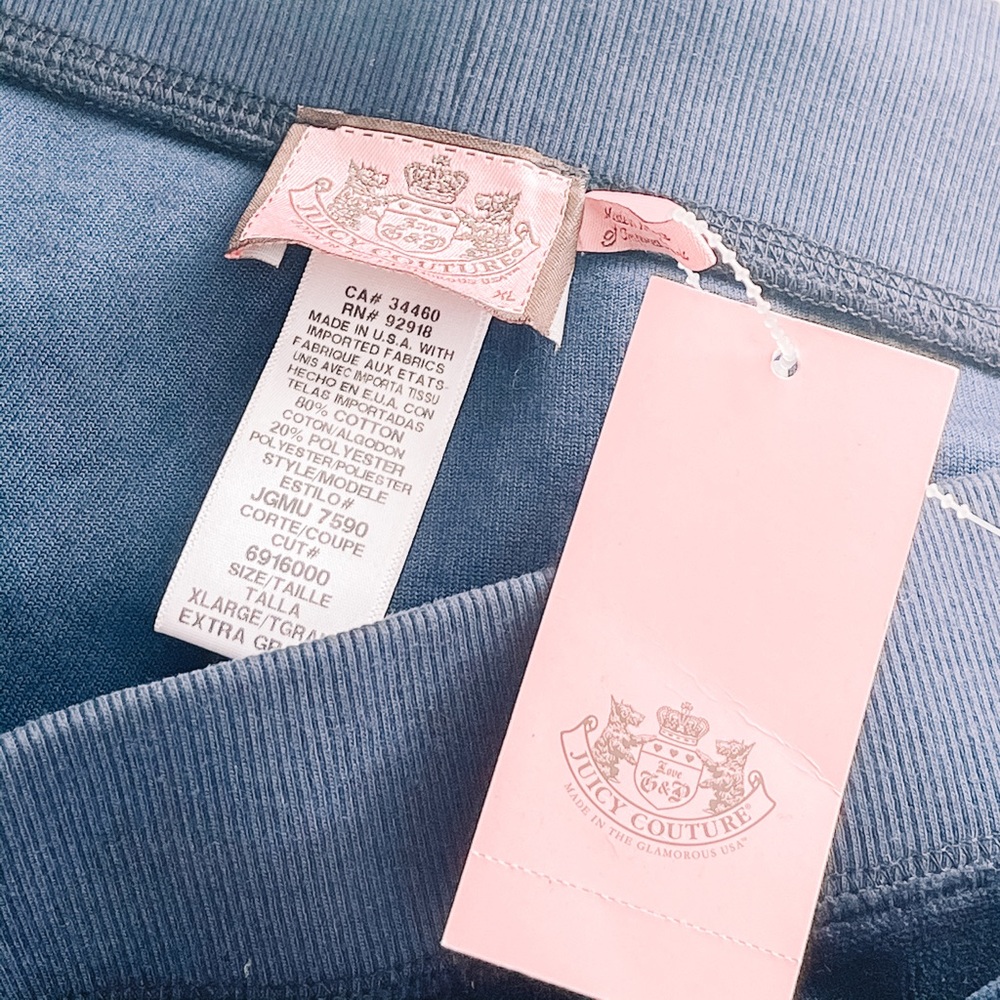 JUICY COUTURE®
XL
CA# 34460
RN# 92918
MADE IN U.S.A. WITH
IMPORTED FABRICS
FABRIQUE AUX ETATS-
UNIS AVEC IMPORTA TISSU
HECHO EN E.U.A. CON
TELAS IMPORTADAS
80% COTTON
COTON/ALGODON
20% POLYESTER
POLYESTER/POLIESTER
STYLE/MODELE
ESTILO#
JGMU 7590
CORTE/COUPE
CUT#
6916000
SIZE/TAILLE
TALLA
XLARGE/TGRA
EXTRA
Love
G&P
JUICY COUTURE®
MADE IN THE GLAMOROUS USA™